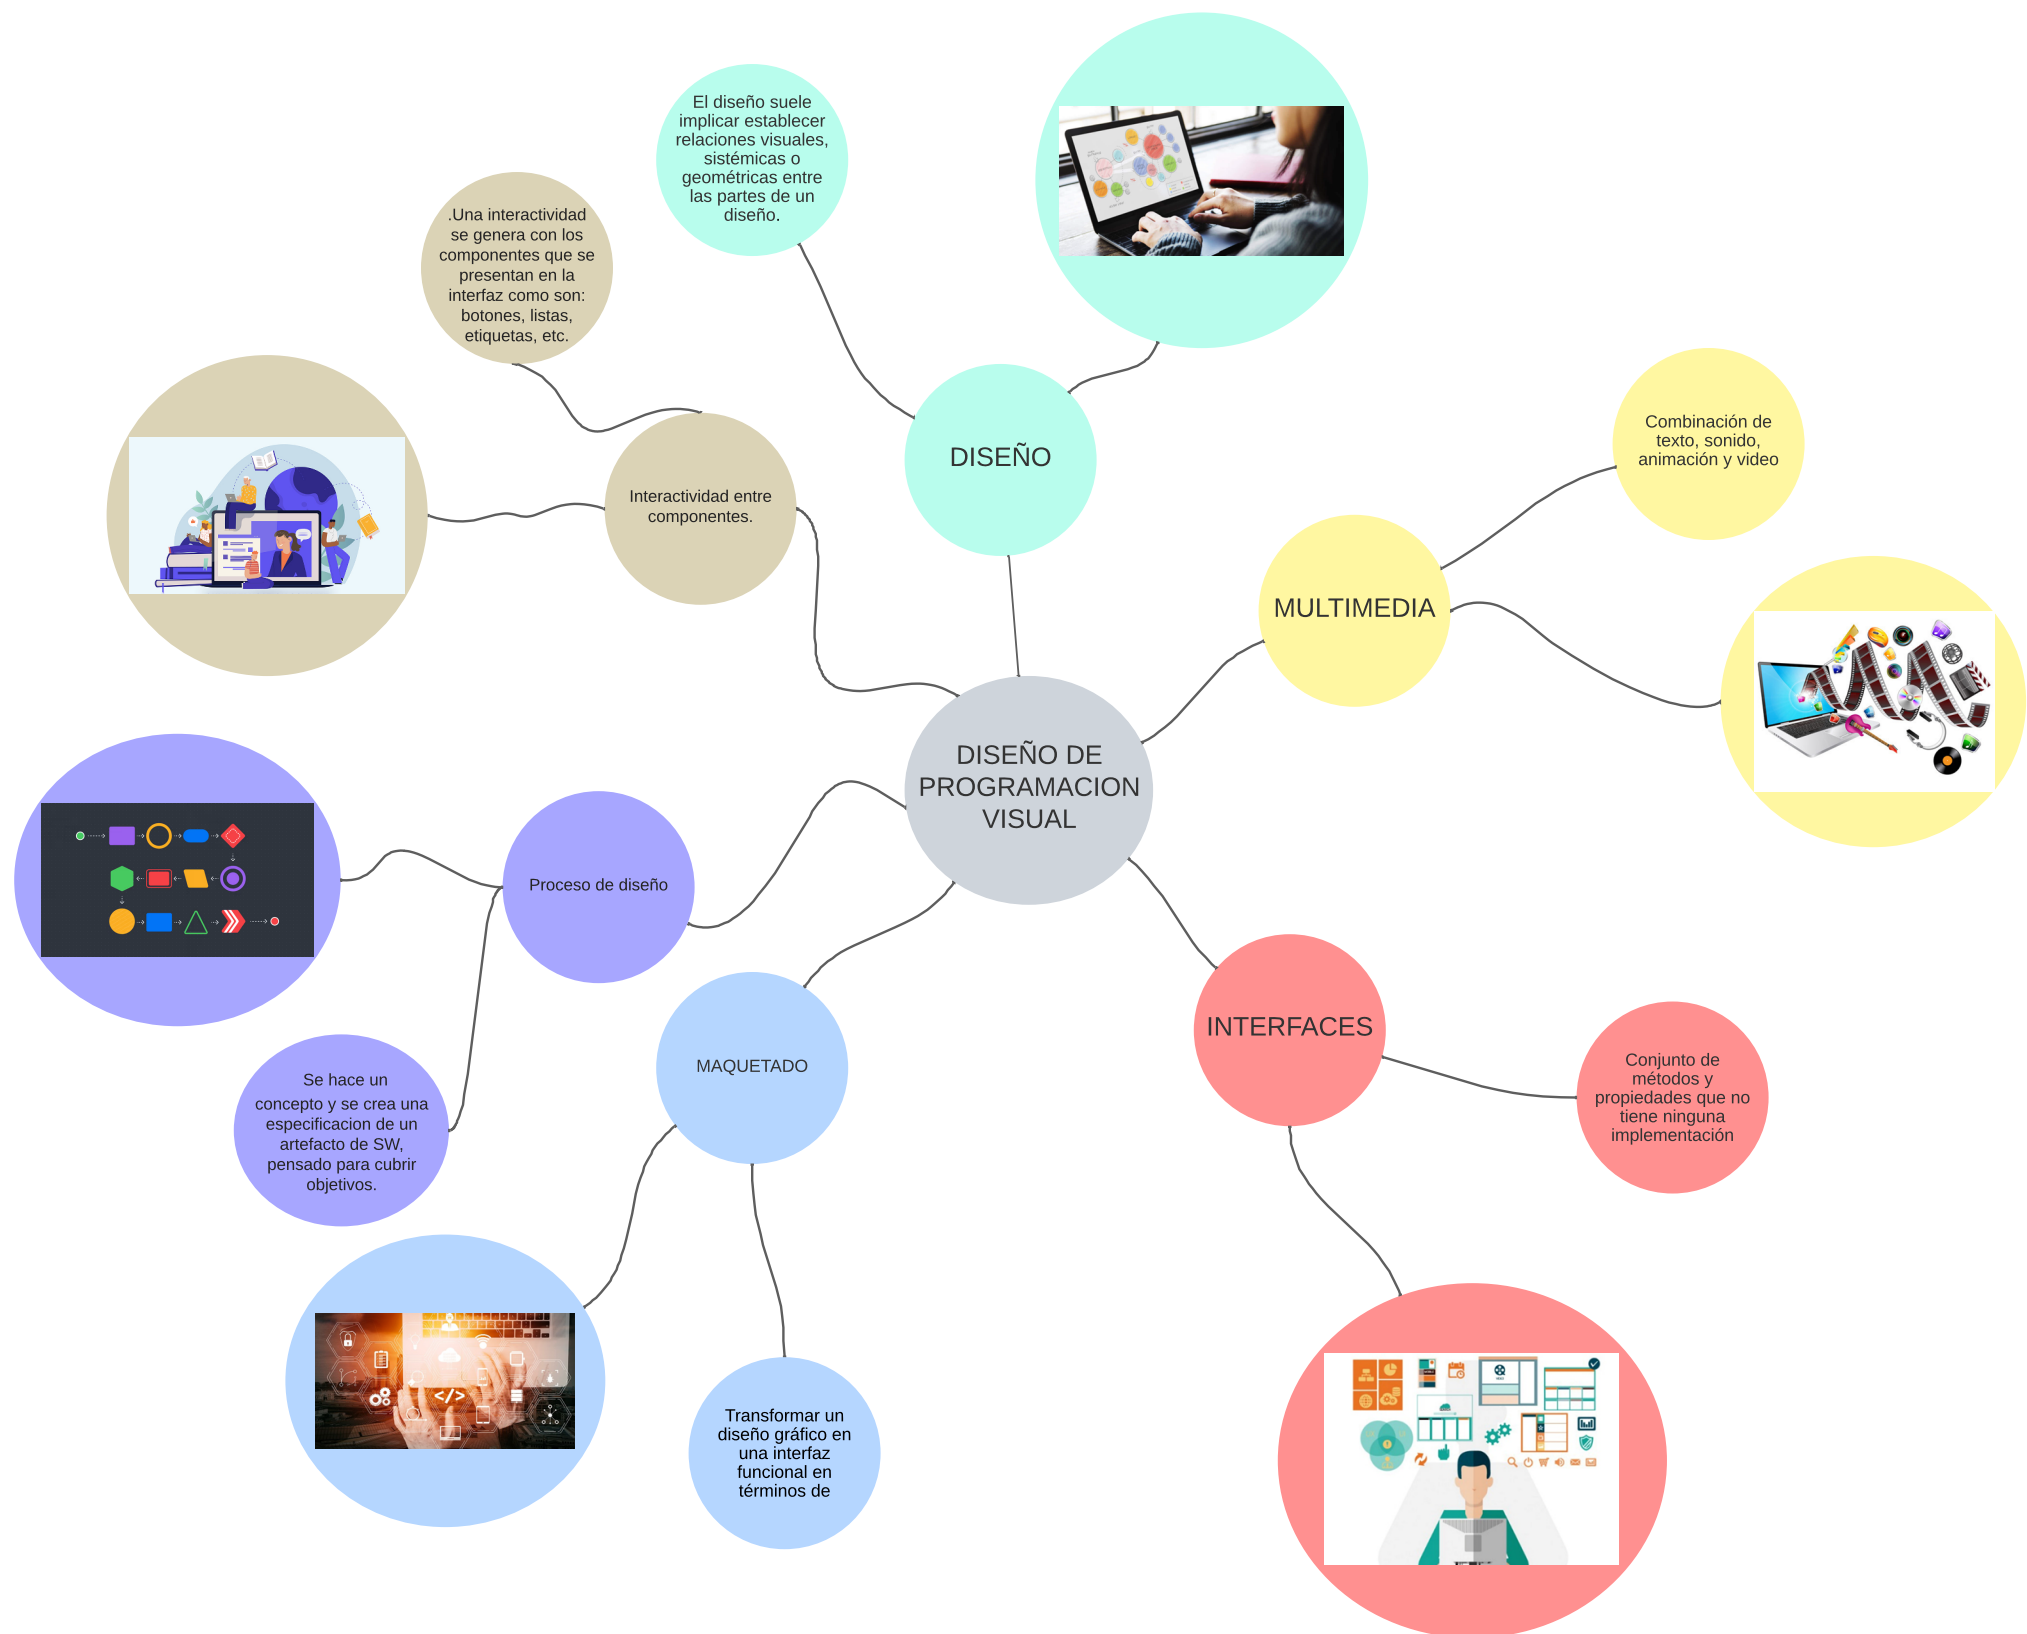 El diseño suele
implicar establecer
relaciones visuales,
sistémicas o
geométricas entre
las partes de un
diseño.
.Una interactividad
se genera con los
componentes que se
presentan en la
interfaz como son:
botones, listas,
etiquetas, etc.
DISEÑO
Combinación de
texto, sonido,
animación y video
Interactividad entre
componentes.
MULTIMEDIA
DISEÑO DE
PROGRAMACION
VISUAL
Proceso de diseño
INTERFACES
MAQUETADO
Conjunto de
métodos y
propiedades que no
tiene ninguna
implementación
Se hace un
concepto y se crea una
especificacion de un
artefacto de SW,
pensado para cubrir
objetivos.
</>
Transformar un
diseño gráfico en
una interfaz
funcional en
términos de